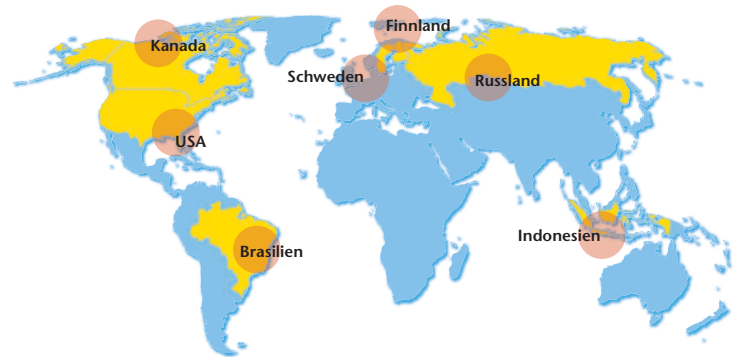 Finnland
Kanada
Schweden
Russland
USA
Indonesien
Brasilien